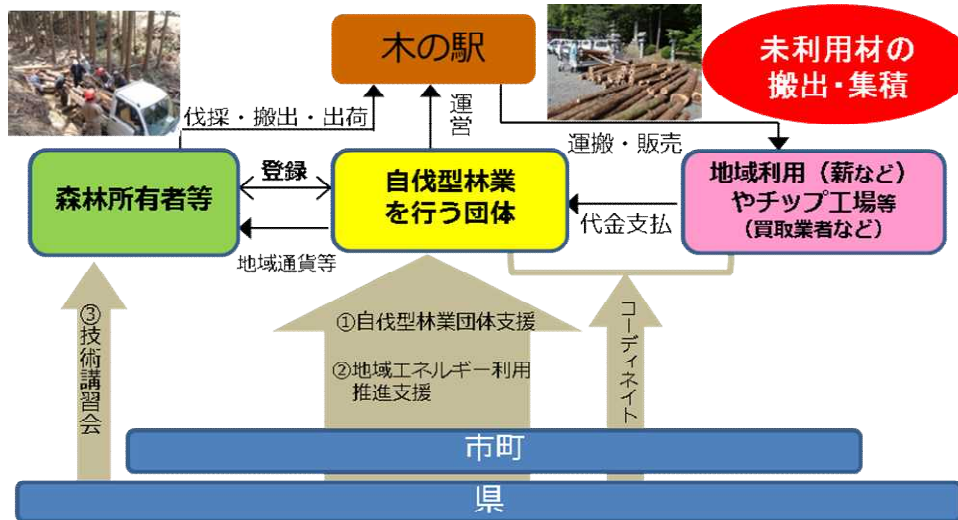 木の駅
未利用材の
搬出・集積
伐採・搬出・出荷
運営
運搬・販売
森林所有者等
登録
自伐型林業
を行う団体
地域利用（薪など）
やチップ工場等
（買取業者など）
代金支払
地域通貨等
③技術講習会
①自伐型林業団体支援
②地域エネルギー利用
推進支援
コーディネイト
市町
県